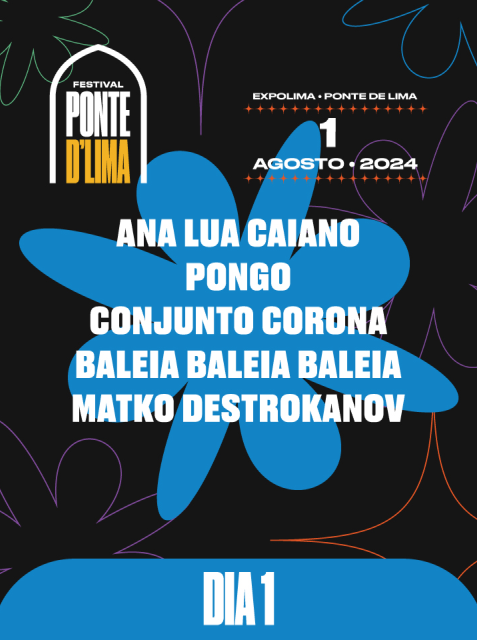 FESTIVAL
PONTE
D'LIMA
EXPOLIMA • PONTE DE LIMA
1
AGOSTO • 2024
ANA LUA CAIANO
PONGO
CONJUNTO CORONA
BALEIA BALEIA BALEIA
MATKO DESTROKANOV
DIA 1